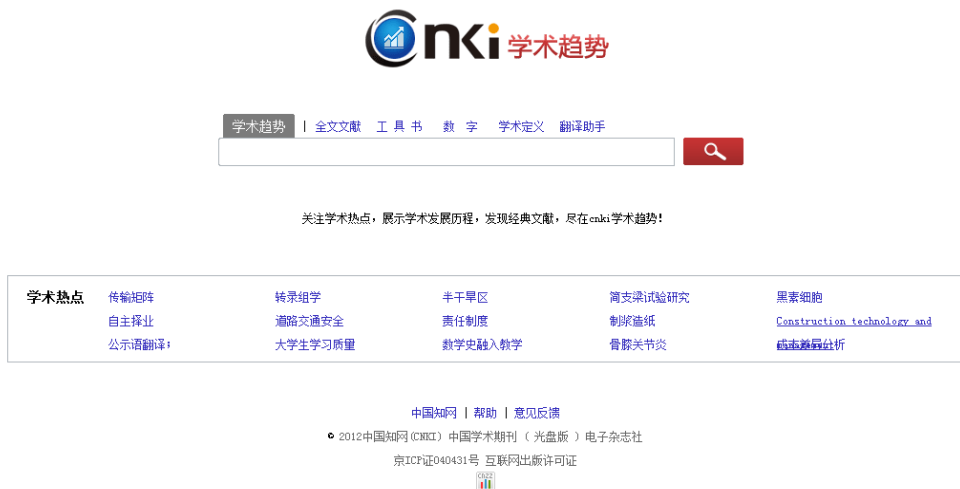 Cnki 学术趋势
学术趋势 | 全文文献 工具书 数字 学术定义 翻译助手
关注学术热点，展示学术发展历程，发现经典文献，尽在cnki学术趋势！
学术热点 传输矩阵 转录组学 半干旱区 简支梁试验研究 黑素细胞
自主择业 道路交通安全 责任制度 制浆造纸 Construction technology and
公示语翻译； 大学生学习质量 数学史融入教学 骨膝关节炎
中国知网 | 帮助 | 意见反馈
© 2012中国知网(CNKI) 中国学术期刊（光盘版）电子杂志社
京ICP证040431号 互联网出版许可证